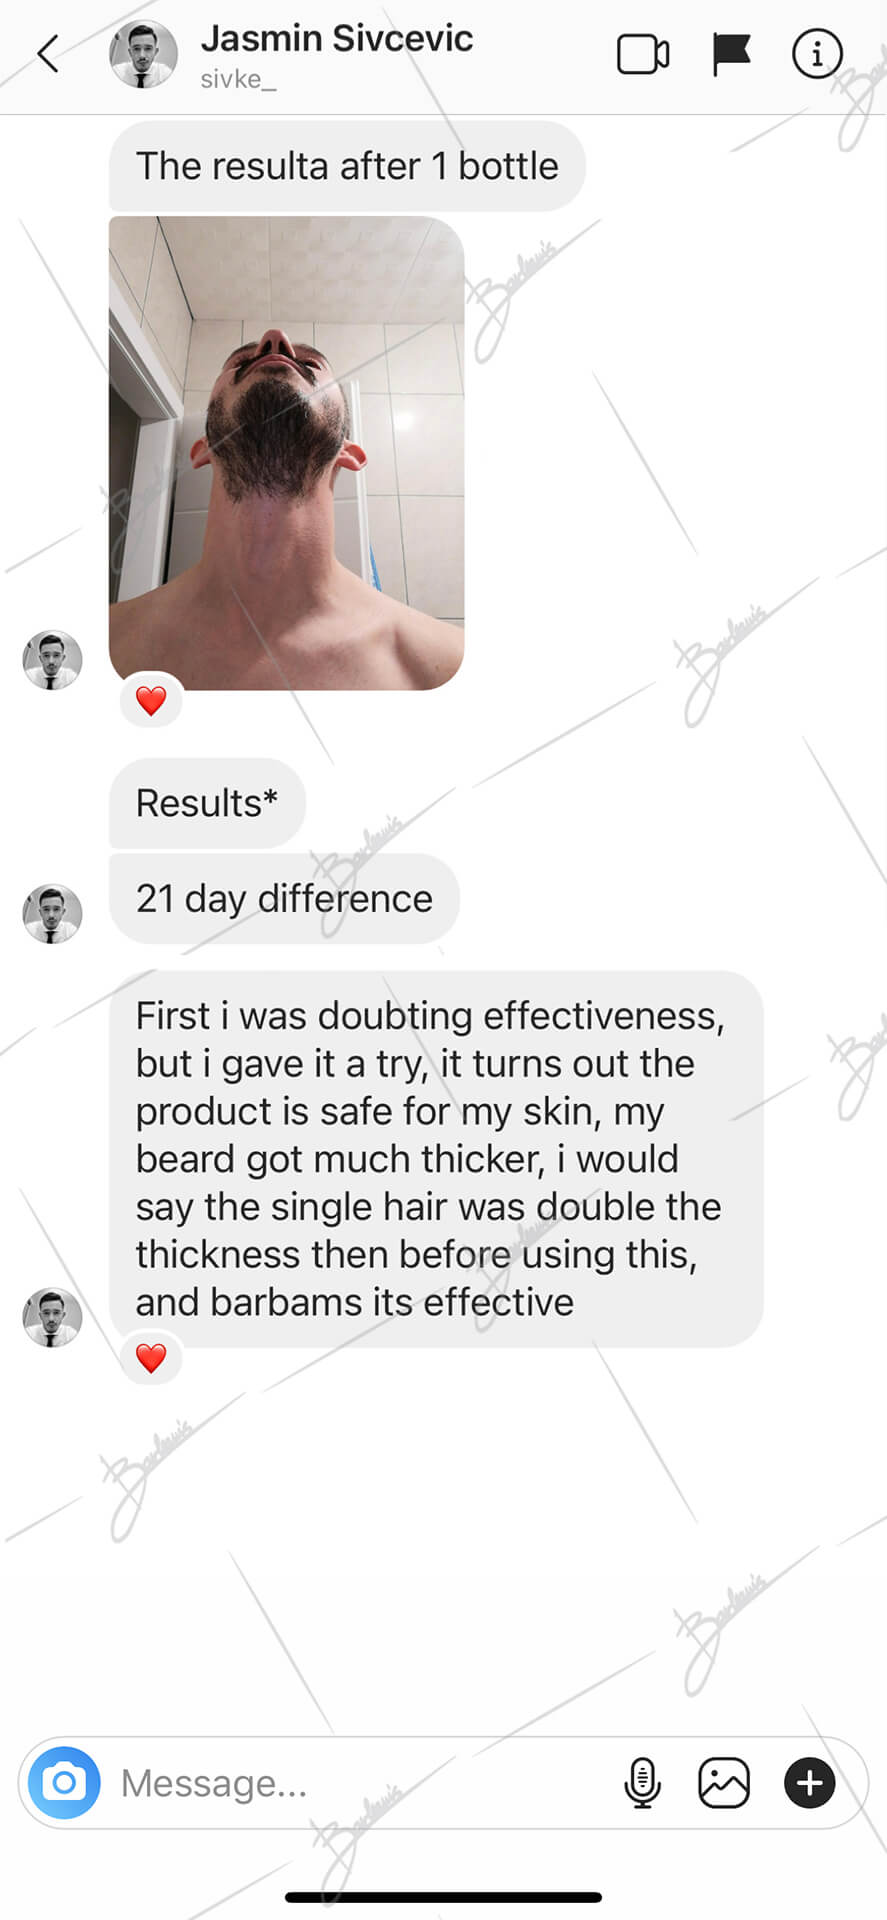 Jasmin Sivcevic
sivke_
The resulta after 1 bottle
Results*
21 day difference
First i was doubting effectiveness,
but i gave it a try, it turns out the
product is safe for my skin, my
beard got much thicker, i would
say the single hair was double the
thickness then before using this,
and barbams its effective
Message...